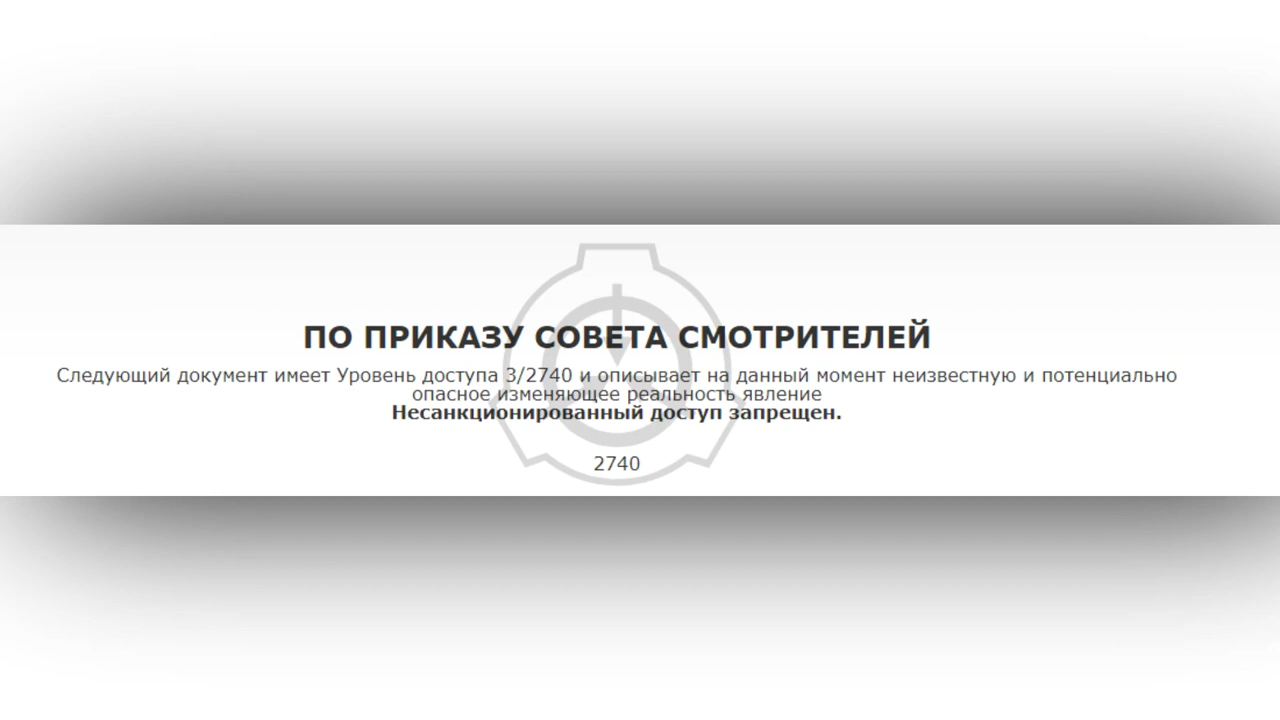 ПО ПРИКАЗУ СОВЕТА СМОТРИТЕЛЕЙ
Следующий документ имеет Уровень доступа 3/2740 и описывает на данный момент неизвестную и потенциально
опасное изменяющее реальность явление
Несанкционированный доступ запрещен.
2740